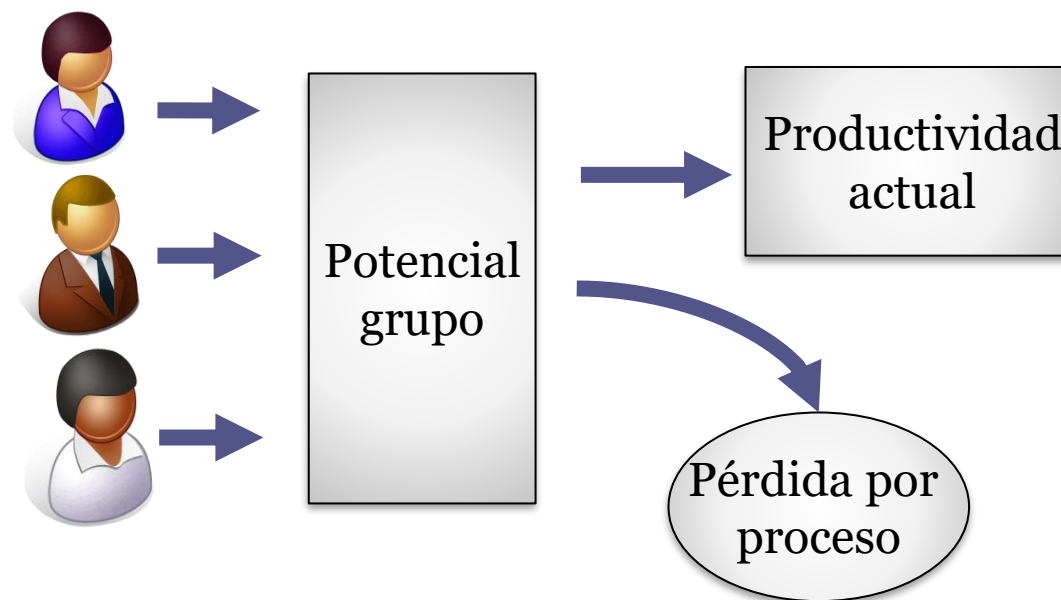 Potencial
grupo
Productividad
actual
Pérdida por
proceso